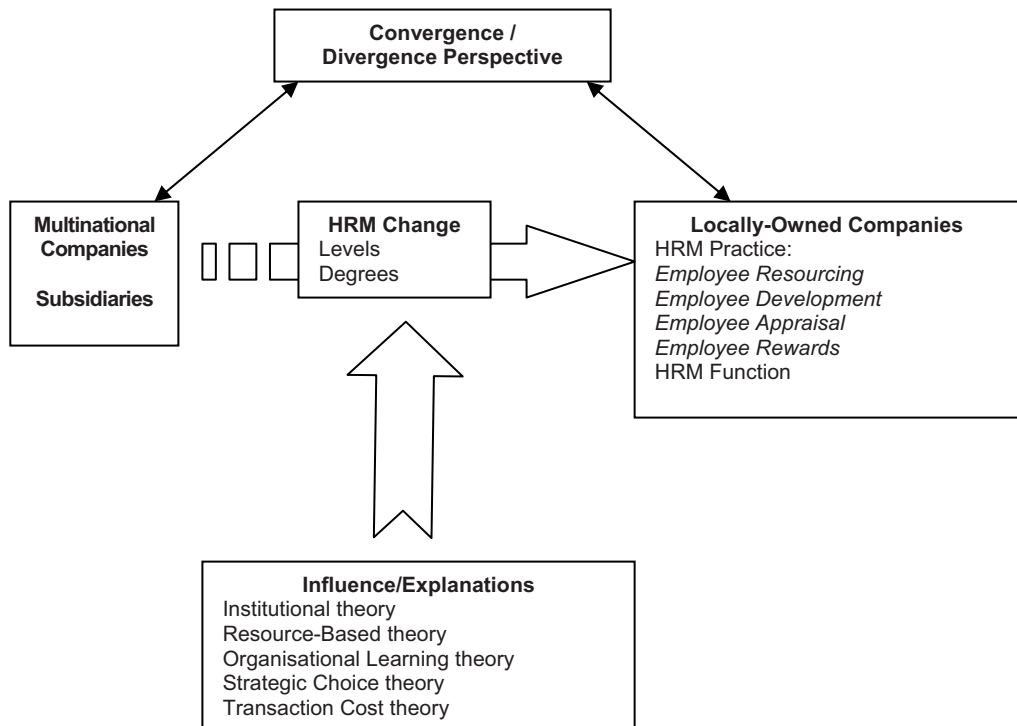 Convergence /
Divergence Perspective
Multinational
Companies
Subsidiaries
HRM Change
Levels
Degrees
Locally-Owned Companies
HRM Practice:
Employee Resourcing
Employee Development
Employee Appraisal
Employee Rewards
HRM Function
Influence/Explanations
Institutional theory
Resource-Based theory
Organisational Learning theory
Strategic Choice theory
Transaction Cost theory